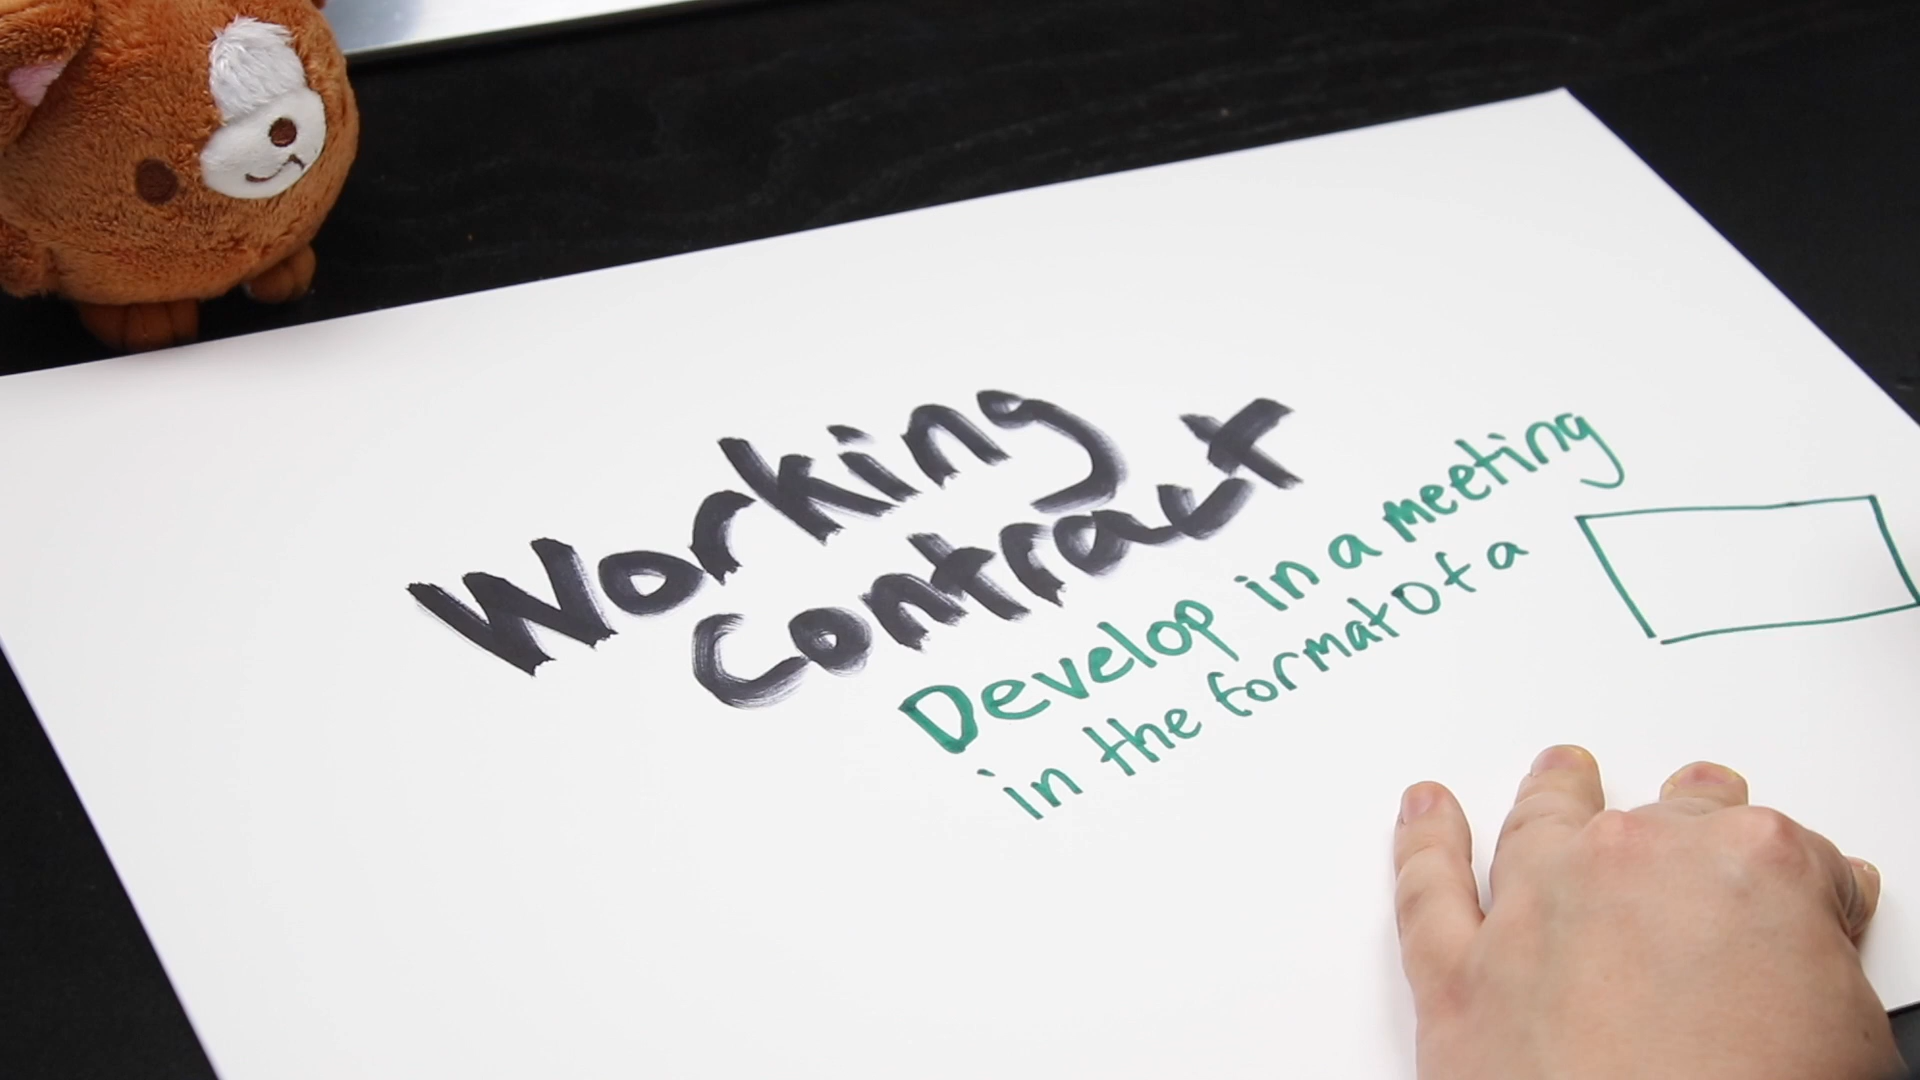 Working
contract
Develop in a meeting
in the format of a